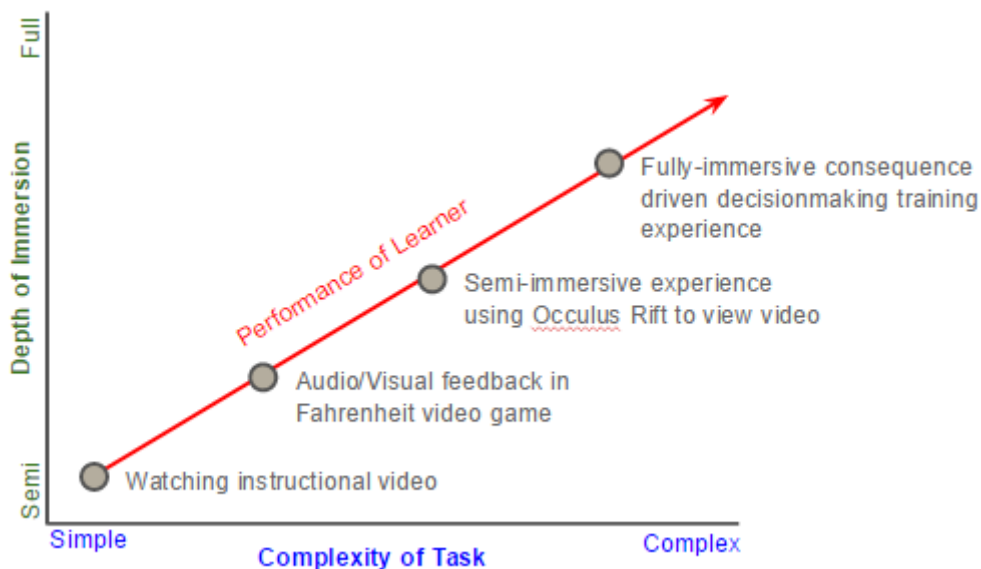 Full
Depth of Immersion
Semi
Performance of Learner
Fully-immersive consequence
driven decisionmaking training
experience
Semi-immersive experience
using Occulus Rift to view video
Audio/Visual feedback in
Fahrenheit video game
Watching instructional video
Simple
Complexity of Task
Complex